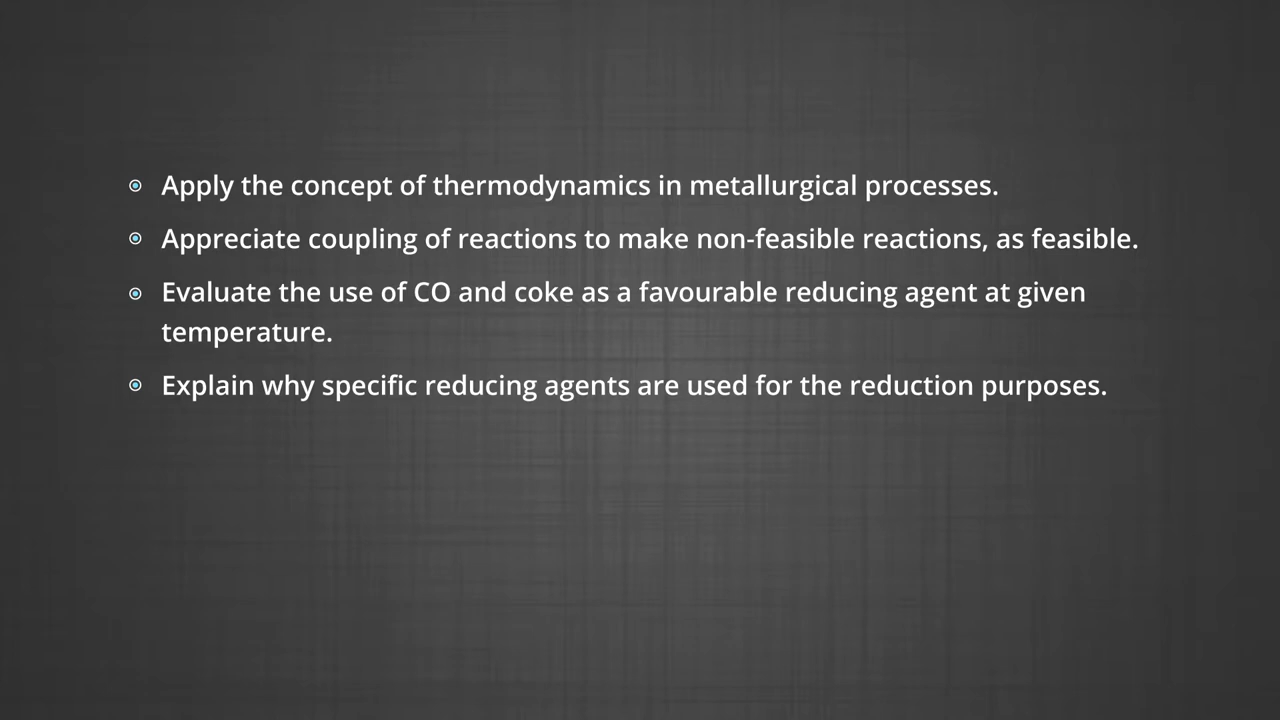 Apply the concept of thermodynamics in metallurgical processes.
Appreciate coupling of reactions to make non-feasible reactions, as feasible.
Evaluate the use of CO and coke as a favourable reducing agent at given
temperature.
Explain why specific reducing agents are used for the reduction purposes.